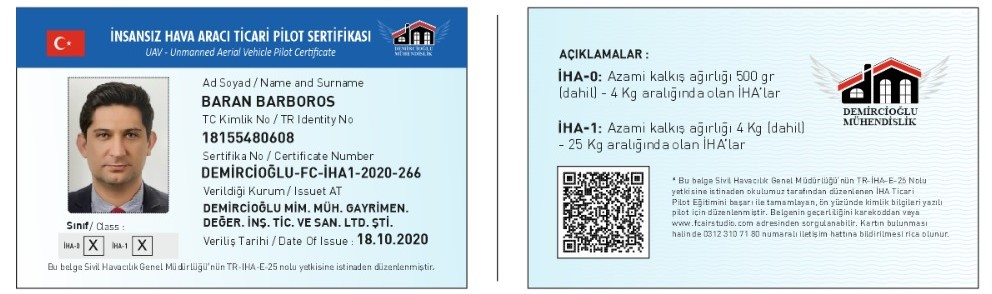 İNSANSIZ HAVA ARACI TİCARİ PİLOT SERTİFİKASI
UAV - Unmanned Aerial Vehicle Pilot Certificate
DEMİRCİOĞLU
MÜHENDİSLİK
Ad Soyad / Name and Surname
BARAN BARBOROS
TC Kimlik No / TR Identity No
18155480608
Sertifika No / Certificate Number
DEMİRCİOĞLU-FC-İHA1-2020-266
Verildiği Kurum / Issuet AT
DEMİRCİOĞLU MİM. MÜH. GAYRİMEN.
DEĞER. İNŞ. TİC. VE SAN. LTD. ŞTİ.
Veriliş Tarihi / Date Of Issue : 18.10.2020
Sınıf/ Class :
İHA-0 X İHA-1 X
Bu belge Sivil Havacılık Genel Müdürlüğü'nün TR-IHA-E-25 nolu yetkisine istinaden düzenlenmiştir.
AÇIKLAMALAR :
İHA-0: Azami kalkış ağırlığı 500 gr
(dahil) - 4 Kg aralığında olan İHA'lar
İHA-1: Azami kalkış ağırlığı 4 Kg (dahil)
- 25 Kg aralığında olan İHA'lar
DEMİRCİOĞLU
MÜHENDİSLİK
* Bu belge Sivil Havacılık Genel Müdürlüğü'nün TR-İHA-E-25 Nolu
yetkisine istinaden okulumuz tarafından düzenlenen İHA Ticari
Pilot Eğitimini başarı ile tamamlayan, ön yüzünde kimlik bilgileri yazılı
pilot için düzenlenmiştir. Belgenin geçerliliğini karekoddan veya
www.fcairstudio.com adresinden sorgulanabilir. Kartın bulunması
halinde 0312 310 71 80 numaralı iletişim hattına bildirilmesi rica olunur.